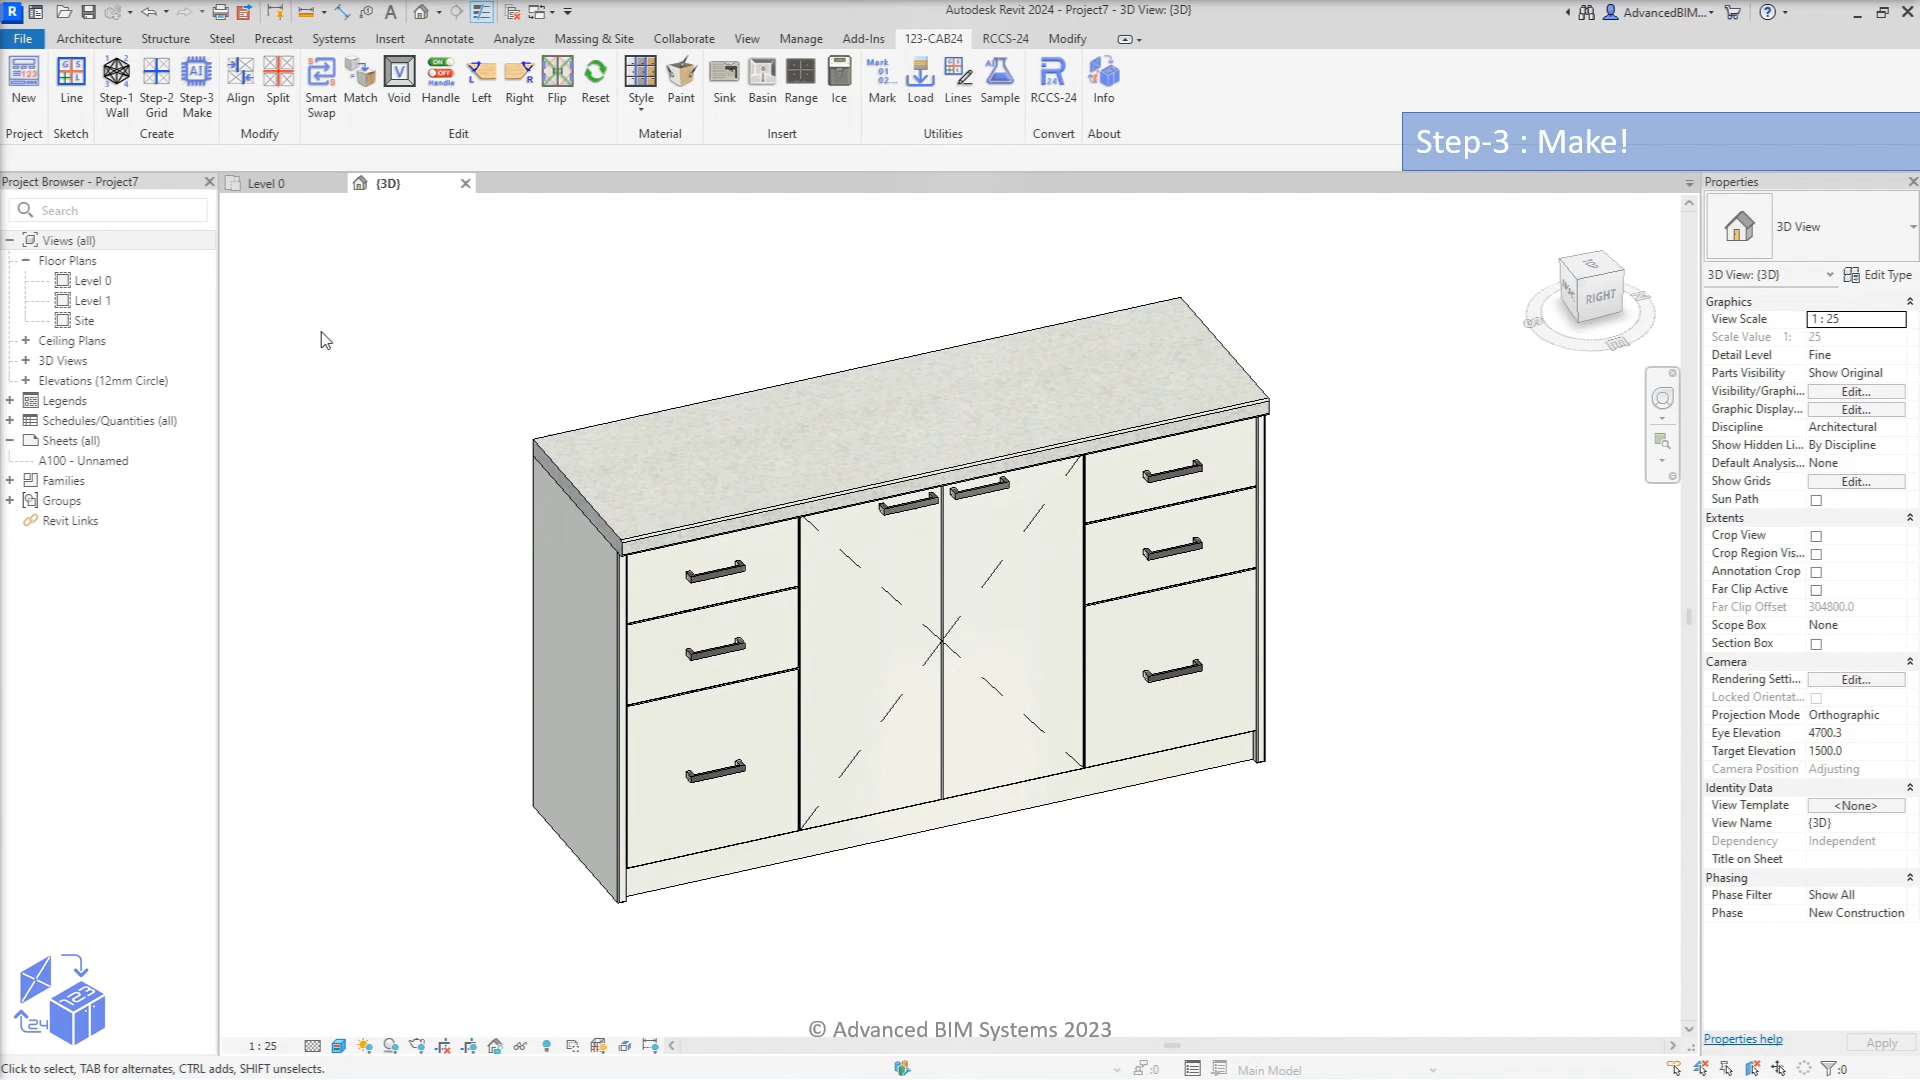 Autodesk Revit 2024 - Project7 - 3D View: {3D}
AdvancedBIM...
File Architecture Structure Steel Precast Systems Insert Annotate Analyze Massing & Site Collaborate View Manage Add-Ins 123-CAB24 RCCS-24 Modify
New Line Step-1 Wall Step-2 Grid Step-3 Make Align Split Smart Swap Match Void Handle Left Right Flip Reset Style Paint Sink Basin Range Ice Mark Load Lines Sample RCCS-24 Info
Project Sketch Create Modify Edit Material Insert Utilities Convert About
Step-3 : Make!
Project Browser - Project7
Search
Views (all)
Floor Plans
Level 0
Level 1
Site
Ceiling Plans
3D Views
Elevations (12mm Circle)
Legends
Schedules/Quantities (all)
Sheets (all)
A100 - Unnamed
Families
Groups
Revit Links
Level 0
{3D}
TOP
RIGHT
Properties
3D View
3D View: {3D} Edit Type
Graphics
View Scale 1 : 25
Scale Value 1: 25
Detail Level Fine
Parts Visibility Show Original
Visibility/Graphi... Edit...
Graphic Display... Edit...
Discipline Architectural
Show Hidden Li... By Discipline
Default Analysis... None
Show Grids Edit...
Sun Path
Extents
Crop View
Crop Region Vis...
Annotation Crop
Far Clip Active
Far Clip Offset 304800.0
Scope Box None
Section Box
Camera
Rendering Setti... Edit...
Locked Orientat...
Projection Mode Orthographic
Eye Elevation 4700.3
Target Elevation 1500.0
Camera Position Adjusting
Identity Data
View Template <None>
View Name {3D}
Dependency Independent
Title on Sheet
Phasing
Phase Filter Show All
Phase New Construction
Properties help Apply
© Advanced BIM Systems 2023
1 : 25
Click to select, TAB for alternates, CTRL adds, SHIFT unselects.
:0
Main Model
:0